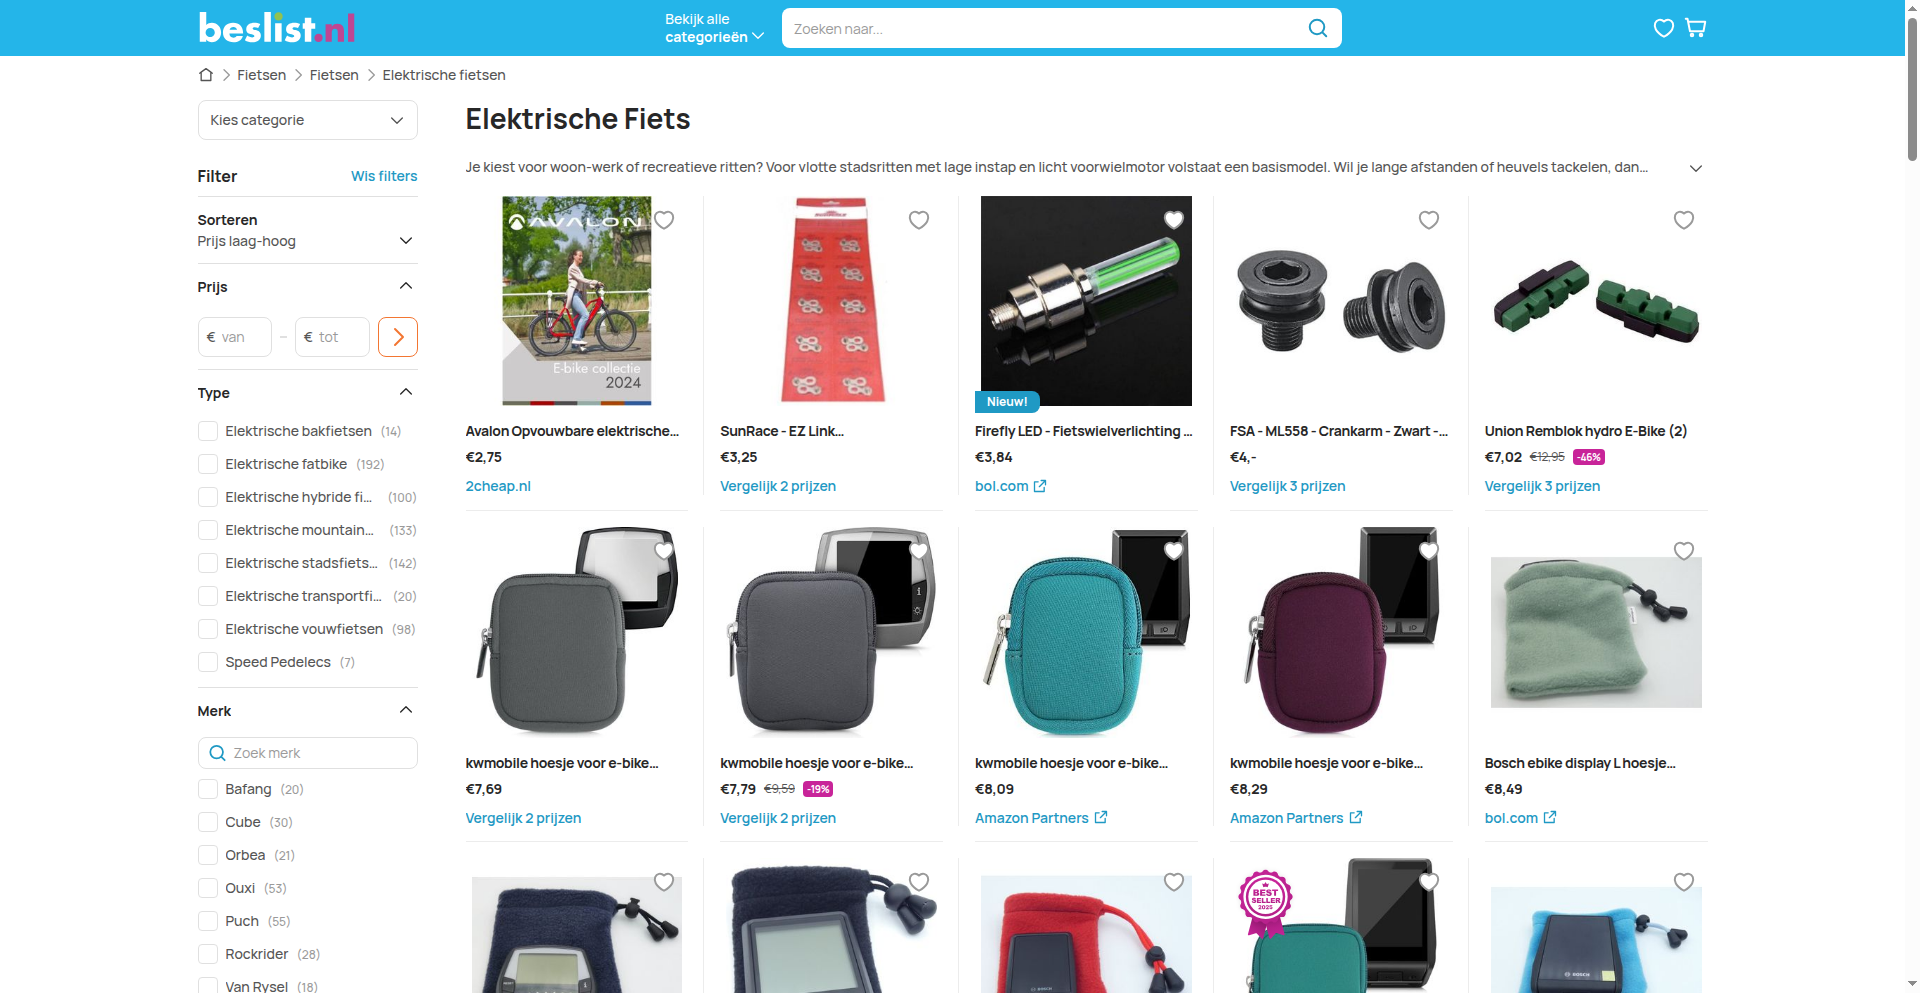 beslist.nl
Bekijk alle
categorieën
Zoeken naar...
Fietsen
Fietsen
Elektrische fietsen
Kies categorie
Filter
Wis filters
Sorteren
Prijs laag-hoog
Prijs
€ van
–
€ tot
Type
Elektrische bakfietsen (14)
Elektrische fatbike (192)
Elektrische hybride fi... (100)
Elektrische mountain... (133)
Elektrische stadsfiets... (142)
Elektrische transportfi... (20)
Elektrische vouwfietsen (98)
Speed Pedelecs (7)
Merk
Zoek merk
Bafang (20)
Cube (30)
Orbea (21)
Ouxi (53)
Puch (55)
Rockrider (28)
Van Rysel (18)
Elektrische Fiets
Je kiest voor woon-werk of recreatieve ritten? Voor vlotte stadsritten met lage instap en licht voorwielmotor volstaat een basismodel. Wil je lange afstanden of heuvels tackelen, dan...
AVALON
E-bike collectie
2024
Avalon Opvouwbare elektrische...
€2,75
2cheap.nl
SunRace - EZ Link...
€3,25
Vergelijk 2 prijzen
Nieuw!
Firefly LED - Fietswielverlichting ...
€3,84
bol.com
FSA - ML558 - Crankarm - Zwart -...
€4,-
Vergelijk 3 prijzen
Union Remblok hydro E-Bike (2)
€7,02 €12,95 -46%
Vergelijk 3 prijzen
kwmobile hoesje voor e-bike...
€7,69
Vergelijk 2 prijzen
kwmobile hoesje voor e-bike...
€7,79 €9,59 -19%
Vergelijk 2 prijzen
kwmobile hoesje voor e-bike...
€8,09
Amazon Partners
kwmobile hoesje voor e-bike...
€8,29
Amazon Partners
Bosch ebike display L hoesje...
€8,49
bol.com
BEST
SELLER
2025
BOSCH